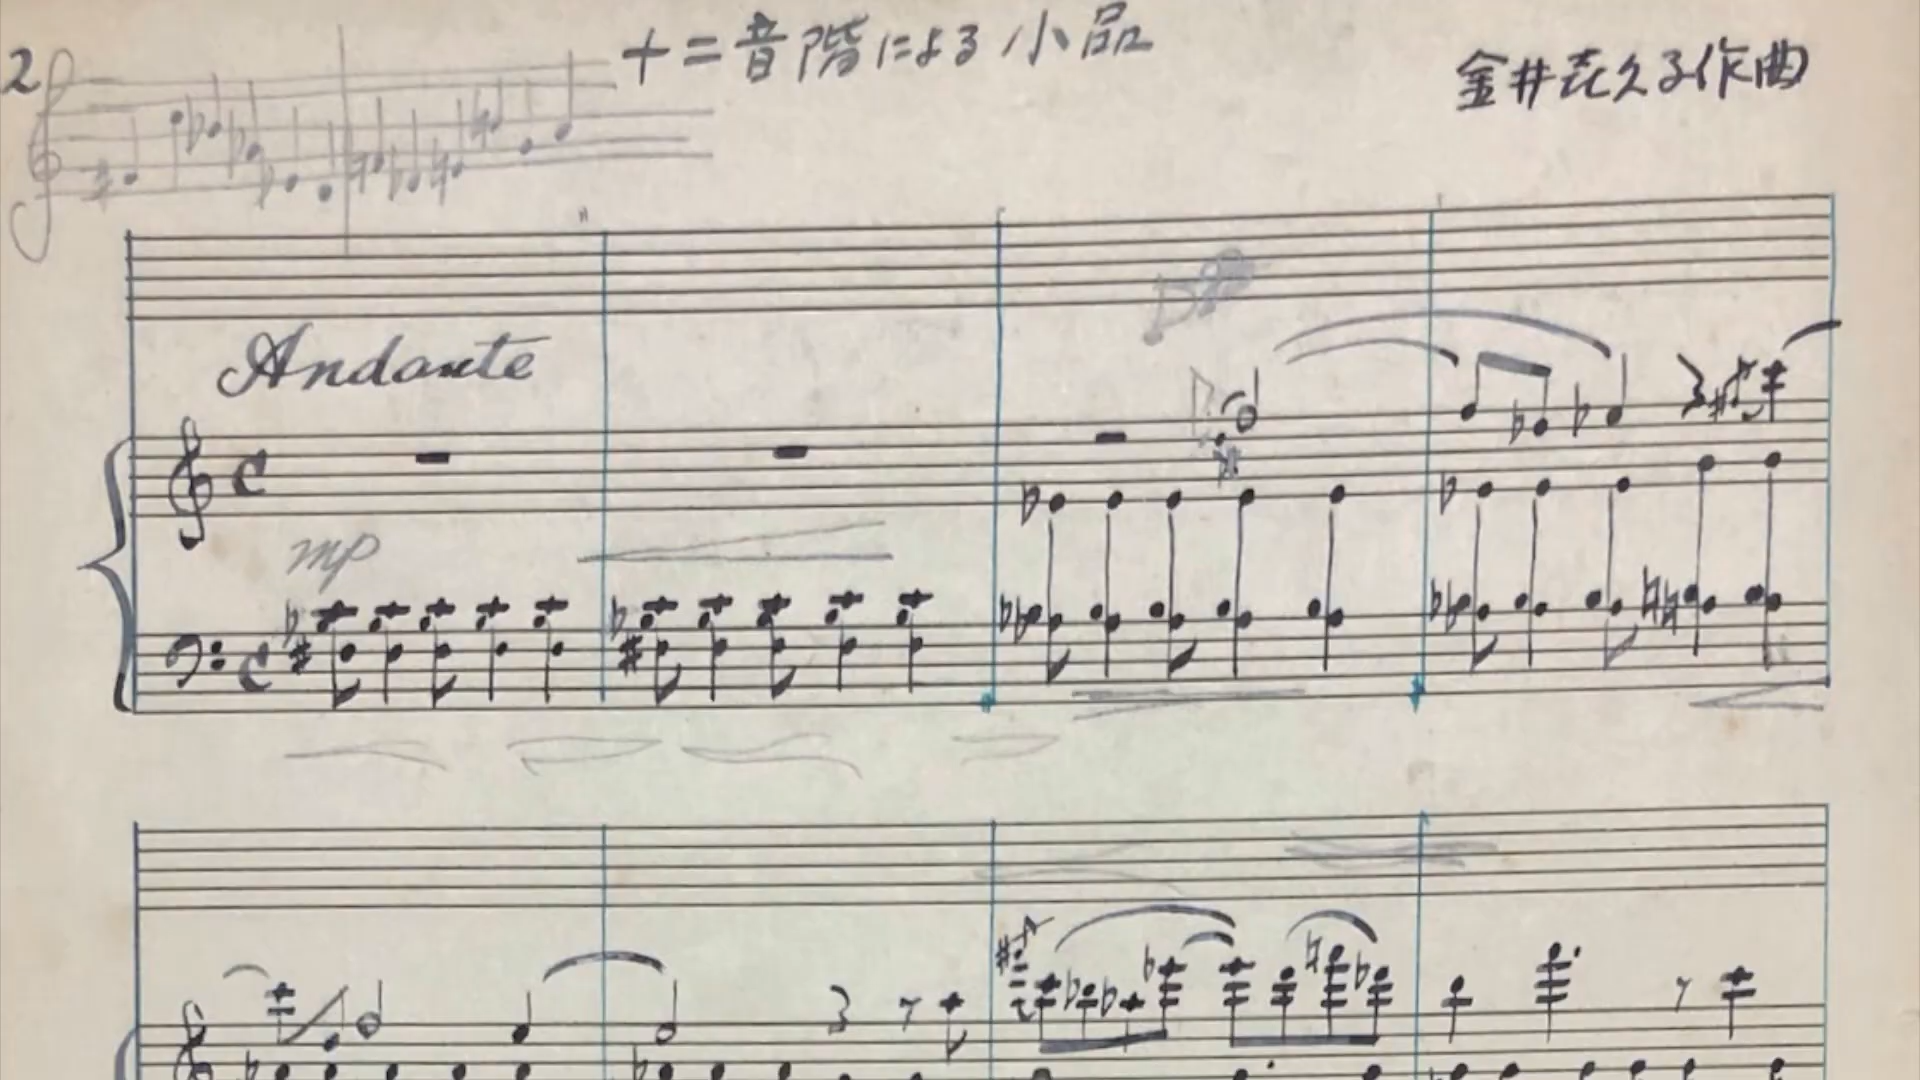 2
十二音階による小品
金井喜久子作曲
Andante
mp